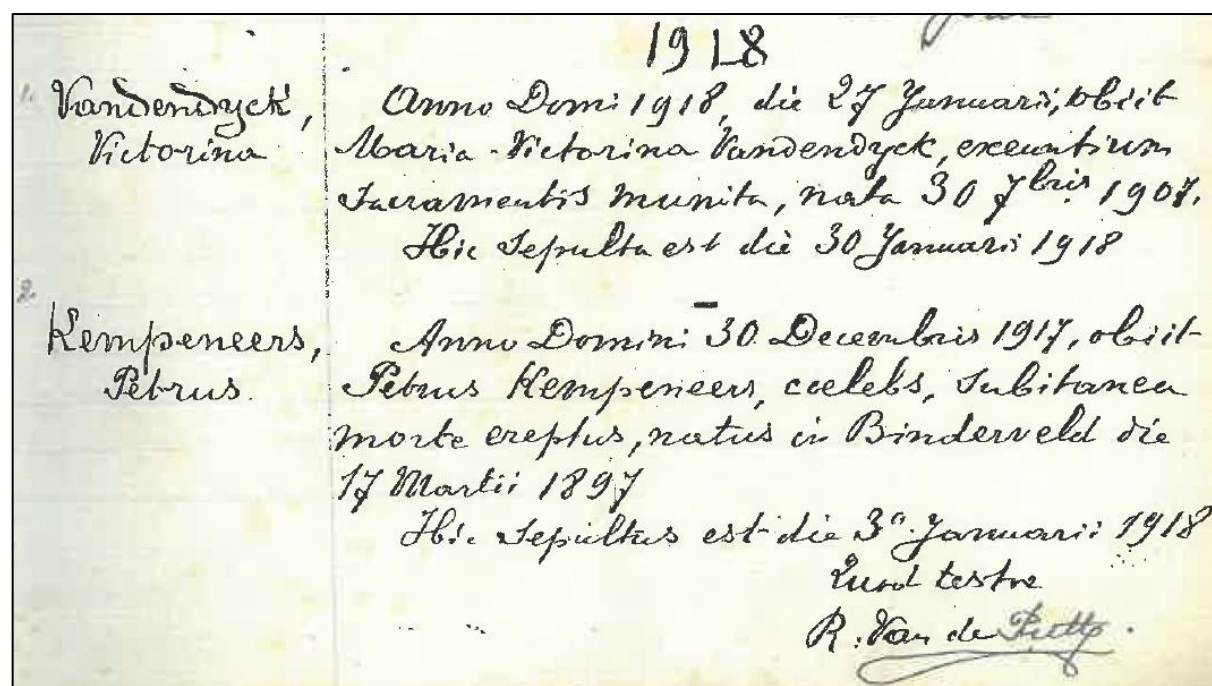 1918
1. Vandendyck,
Victorina
Anno Domi 1918, die 27 Januarii, obiit
Maria-Victorina Vandendyck, exeuntium
Sacramentis munita, nata 30 7bris 1907.
Hic Sepulta est die 30 Januarii 1918
2.
Kempeneers,
Petrus.
Anno Domini 30 Decembris 1917, obiit
Petrus Kempeneers, cœlebs, Subitanea
morte ereptus, natus in Binderveld die
17 Martii 1897
Hic Sepultus est die 3a Januarii 1918
Quod testor
R. Van de